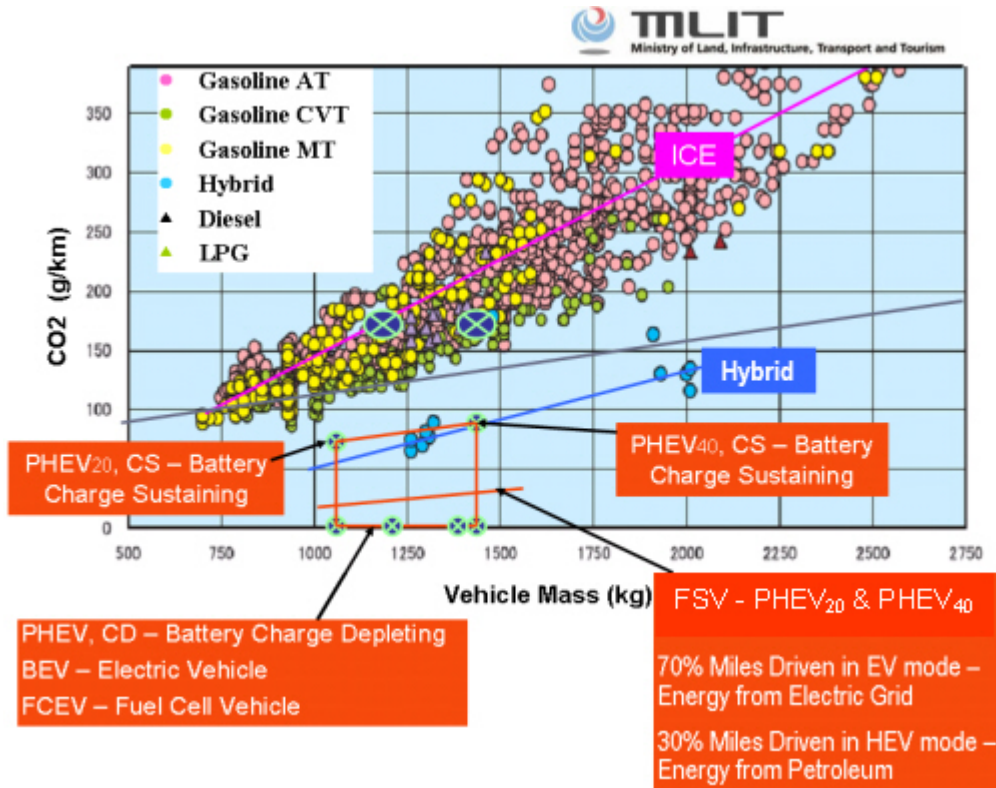 MLIT
Ministry of Land, Infrastructure, Transport and Tourism
Gasoline AT
Gasoline CVT
Gasoline MT
Hybrid
Diesel
LPG
ICE
Hybrid
CO2 (g/km)
350
300
250
200
150
100
50
0
500
750
1000
1250
1500
1750
2000
2250
2500
2750
Vehicle Mass (kg)
PHEV20, CS – Battery
Charge Sustaining
PHEV40, CS – Battery
Charge Sustaining
PHEV, CD – Battery Charge Depleting
BEV – Electric Vehicle
FCEV – Fuel Cell Vehicle
FSV - PHEV20 & PHEV40
70% Miles Driven in EV mode –
Energy from Electric Grid
30% Miles Driven in HEV mode –
Energy from Petroleum